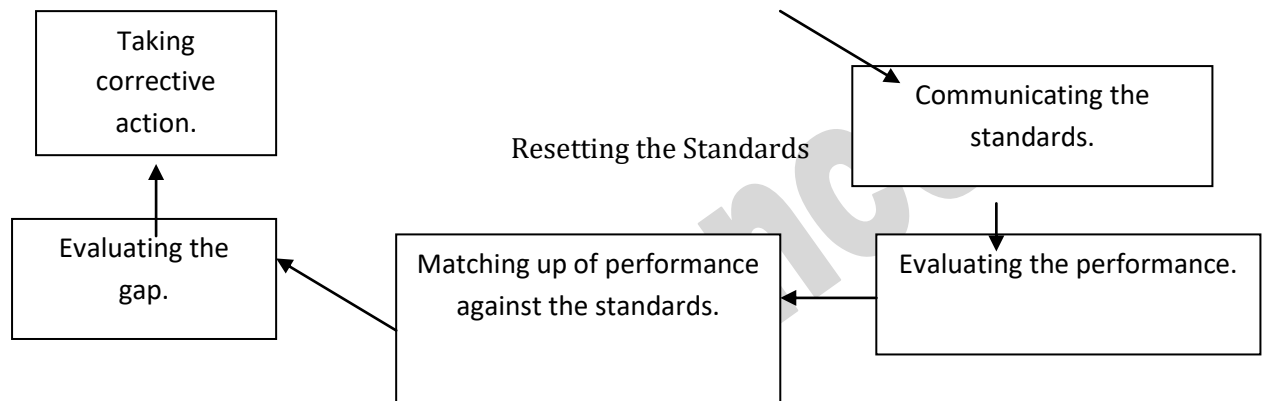 Taking
corrective
action.
Communicating the
standards.
Resetting the Standards
Evaluating the
gap.
Matching up of performance
against the standards.
Evaluating the performance.